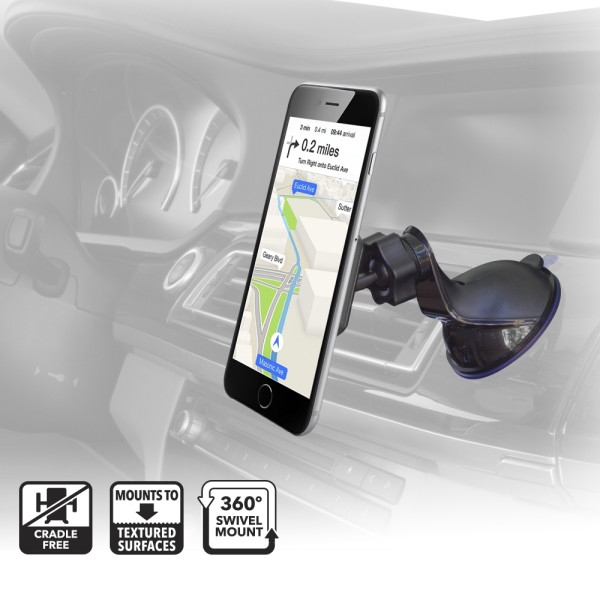 3 min 0.4 mi 09:44 arrival
0.2 miles
Turn Right onto Euclid Ave
Euclid Ave
Sutter
Geary Blvd
Masonic Ave
CRADLE
FREE
MOUNTS TO
TEXTURED
SURFACES
360°
SWIVEL
MOUNT